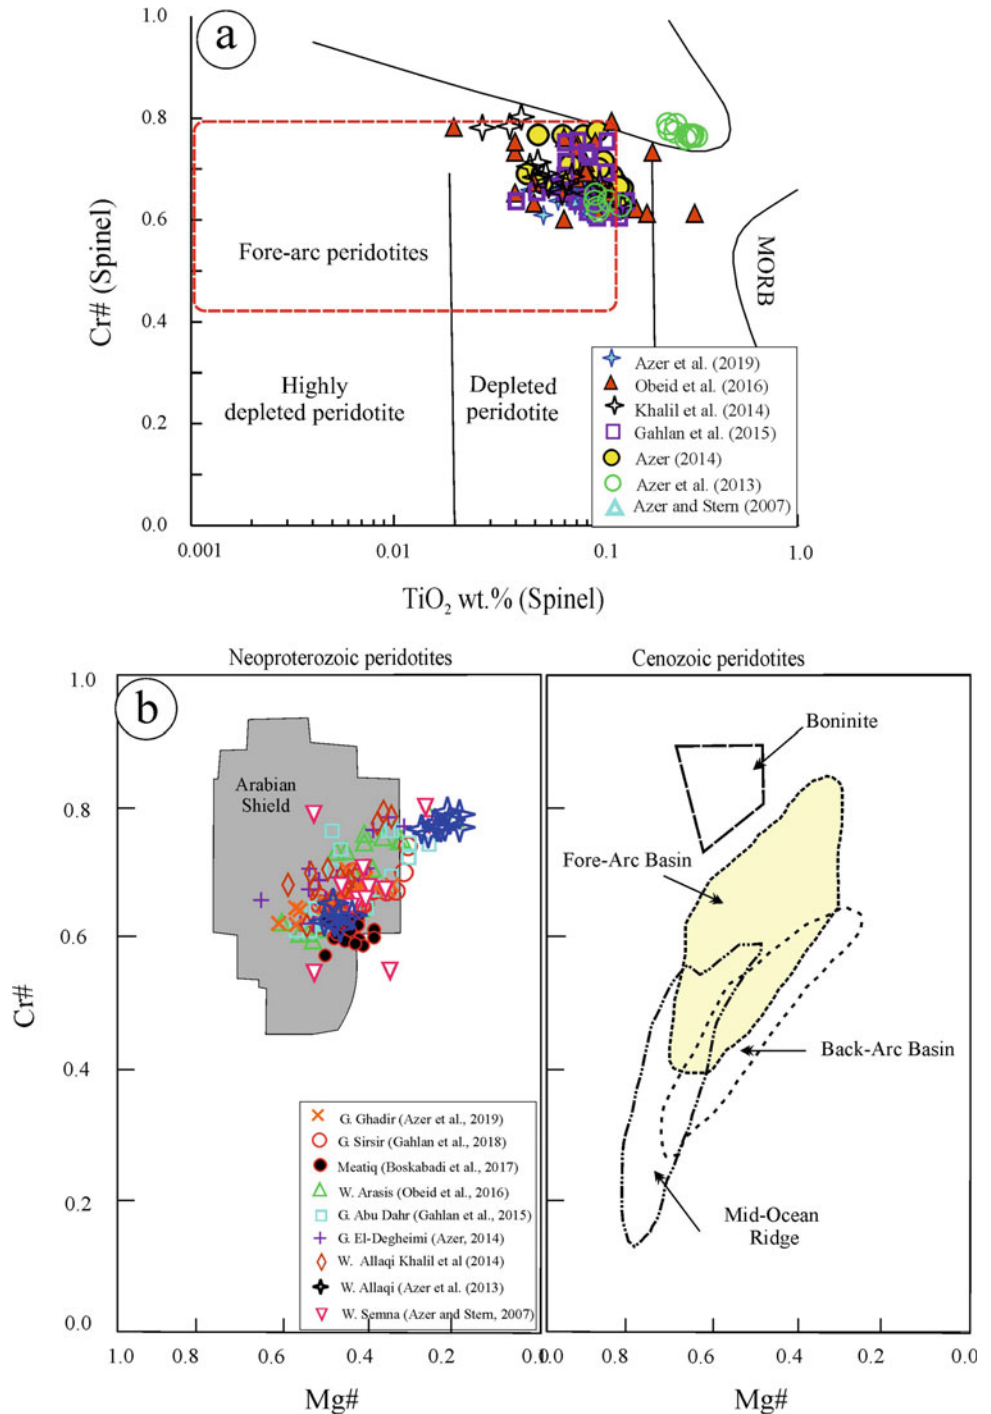 a
1.0
0.8
0.6
0.4
0.2
0.0
Cr# (Spinel)
Fore-arc peridotites
MORB
Highly
depleted peridotite
Depleted
peridotite
Azer et al. (2019)
Obeid et al. (2016)
Khalil et al. (2014)
Gahlan et al. (2015)
Azer (2014)
Azer et al. (2013)
Azer and Stern (2007)
0.001
0.01
0.1
1.0
TiO2 wt.% (Spinel)
Neoproterozoic peridotites
Cenozoic peridotites
b
1.0
0.8
0.6
0.4
0.2
0.0
Cr#
Arabian
Shield
G. Ghadir (Azer et al., 2019)
G. Sirsir (Gahlan et al., 2018)
Meatiq (Boskabadi et al., 2017)
W. Arasis (Obeid et al., 2016)
G. Abu Dahr (Gahlan et al., 2015)
G. El-Degheimi (Azer, 2014)
W. Allaqi Khalil et al (2014)
W. Allaqi (Azer et al. (2013)
W. Semna (Azer and Stern, 2007)
Boninite
Fore-Arc Basin
Back-Arc Basin
Mid-Ocean
Ridge
1.0
0.6
0.4
0.2
0.0
1.0
0.8
0.6
0.4
0.2
0.0
Mg#
Mg#